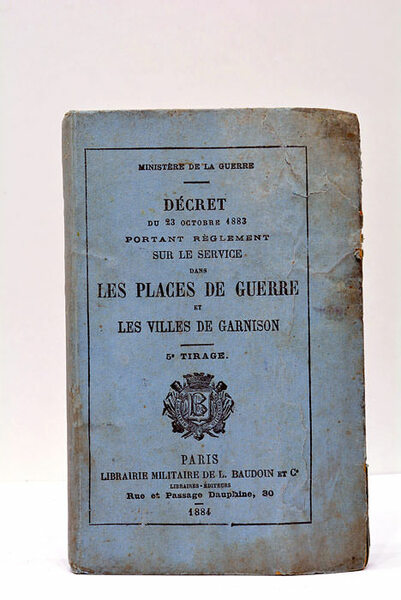 MINISTÈRE DE LA GUERRE
DÉCRET
DU 23 OCTOBRE 1883
PORTANT RÈGLEMENT
SUR LE SERVICE
DANS
LES PLACES DE GUERRE
ET
LES VILLES DE GARNISON
5e TIRAGE.
LB
PARIS
LIBRAIRIE MILITAIRE DE L. BAUDOIN ET Ce
LIBRAIRES-ÉDITEURS
Rue et Passage Dauphine, 30
1884